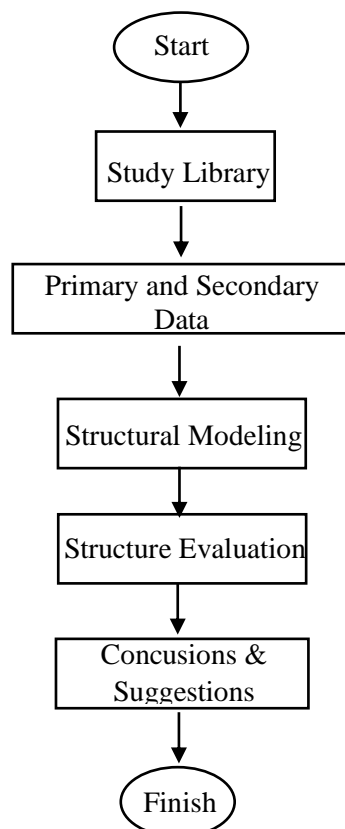 Start
Study Library
Primary and Secondary
Data
Structural Modeling
Structure Evaluation
Concusions &
Suggestions
Finish